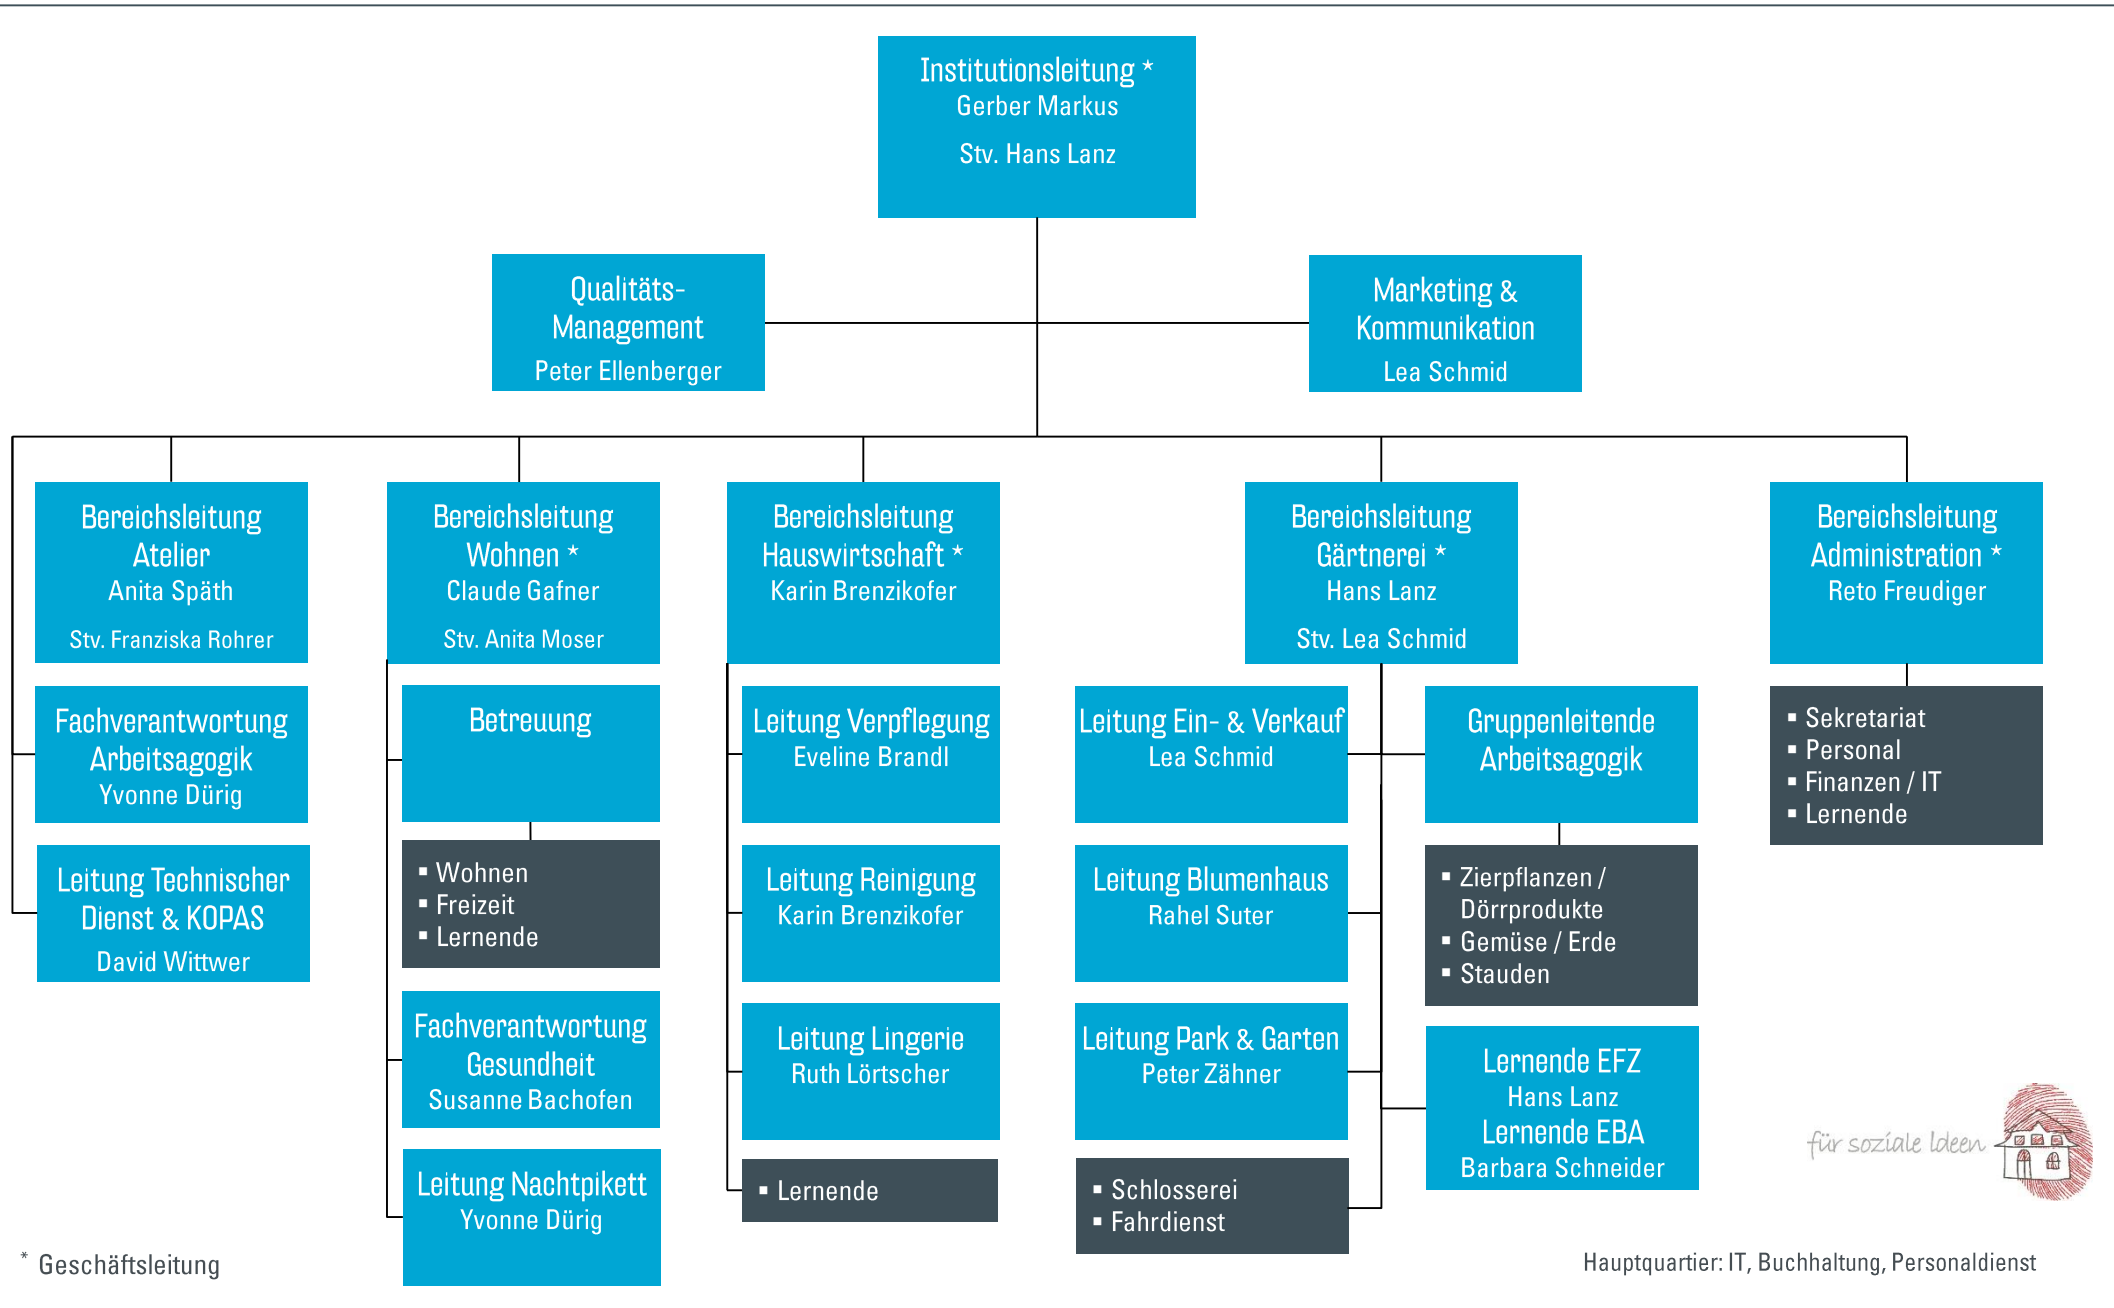 Institutionsleitung *
Gerber Markus
Stv. Hans Lanz
Qualitäts-
Management
Peter Ellenberger
Marketing &
Kommunikation
Lea Schmid
Bereichsleitung
Atelier
Anita Späth
Stv. Franziska Rohrer
Fachverantwortung
Arbeitsagogik
Yvonne Dürig
Leitung Technischer
Dienst & KOPAS
David Wittwer
Bereichsleitung
Wohnen *
Claude Gafner
Stv. Anita Moser
Betreuung
▪ Wohnen
▪ Freizeit
▪ Lernende
Fachverantwortung
Gesundheit
Susanne Bachofen
Leitung Nachtpikett
Yvonne Dürig
Bereichsleitung
Hauswirtschaft *
Karin Brenzikofer
Leitung Verpflegung
Eveline Brandl
Leitung Reinigung
Karin Brenzikofer
Leitung Lingerie
Ruth Lörtscher
▪ Lernende
Bereichsleitung
Gärtnerei *
Hans Lanz
Stv. Lea Schmid
Leitung Ein- & Verkauf
Lea Schmid
Leitung Blumenhaus
Rahel Suter
Leitung Park & Garten
Peter Zähner
▪ Schlosserei
▪ Fahrdienst
Gruppenleitende
Arbeitsagogik
▪ Zierpflanzen /
Dörrprodukte
▪ Gemüse / Erde
▪ Stauden
Lernende EFZ
Hans Lanz
Lernende EBA
Barbara Schneider
Bereichsleitung
Administration *
Reto Freudiger
▪ Sekretariat
▪ Personal
▪ Finanzen / IT
▪ Lernende
für soziale Ideen
* Geschäftsleitung
Hauptquartier: IT, Buchhaltung, Personaldienst